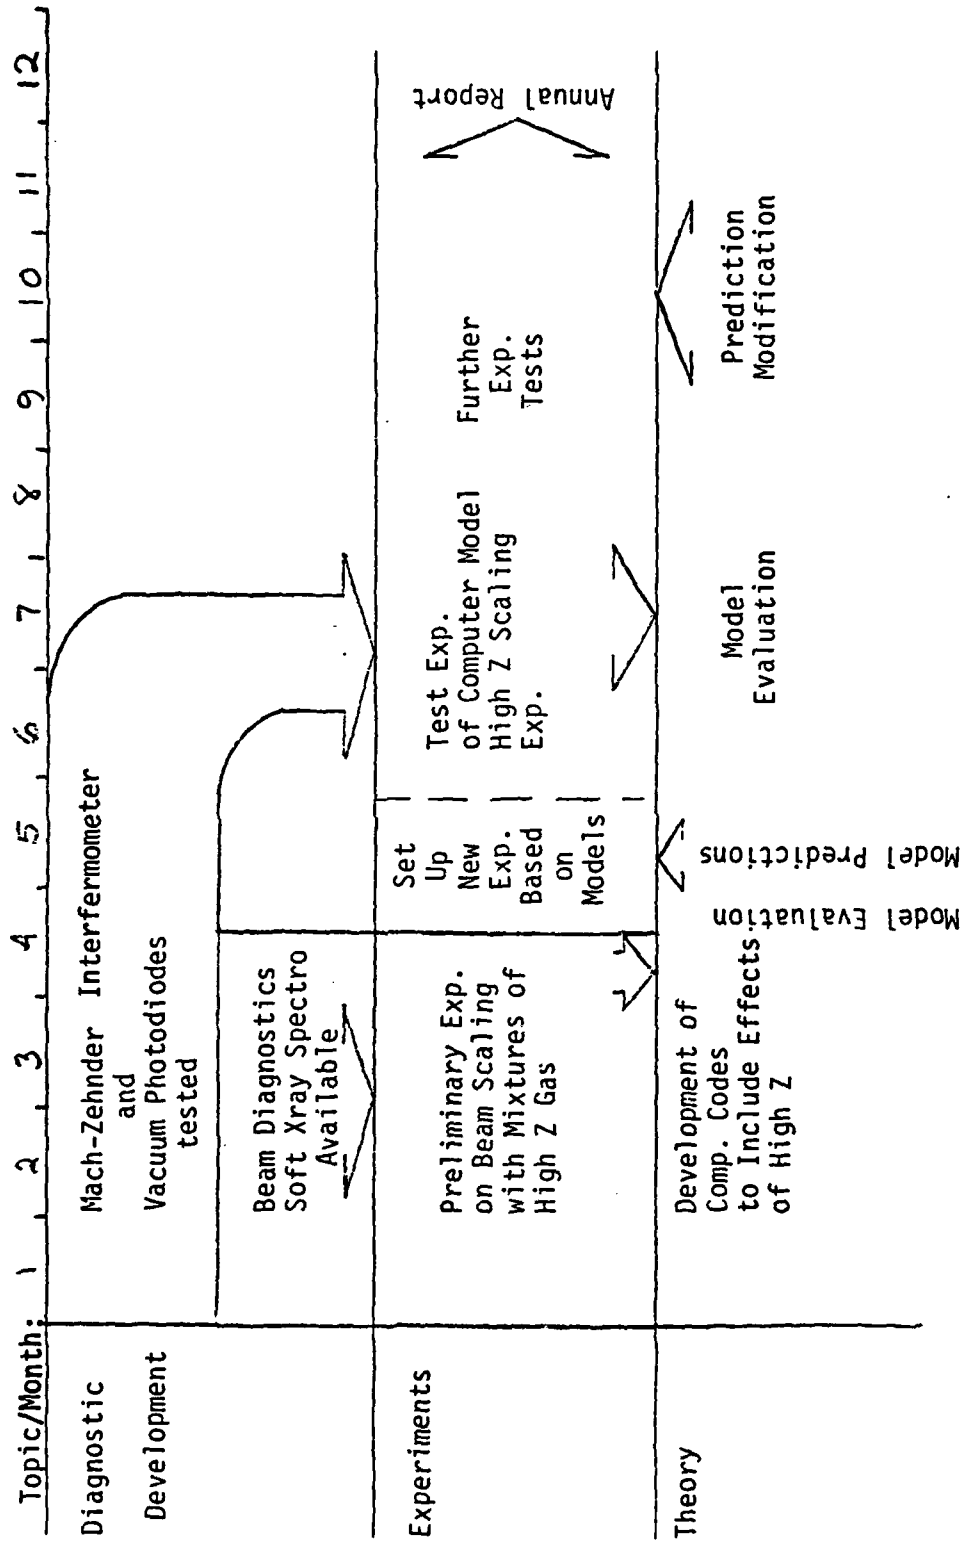 Topic/Month: 1 2 3 4 5 6 7 8 9 10 11 12
Diagnostic
Development
Mach-Zehnder Interfermometer
and
Vacuum Photodiodes
tested
Beam Diagnostics
Soft Xray Spectro
Available
Experiments
Preliminary Exp.
on Beam Scaling
with Mixtures of
High Z Gas
Set
Up
New
Exp.
Based
on
Models
Test Exp.
of Computer Model
High Z Scaling
Exp.
Further
Exp.
Tests
Annual Report
Theory
Development of
Comp. Codes
to Include Effects
of High Z
Model Evaluation
Model Predictions
Model
Evaluation
Prediction
Modification